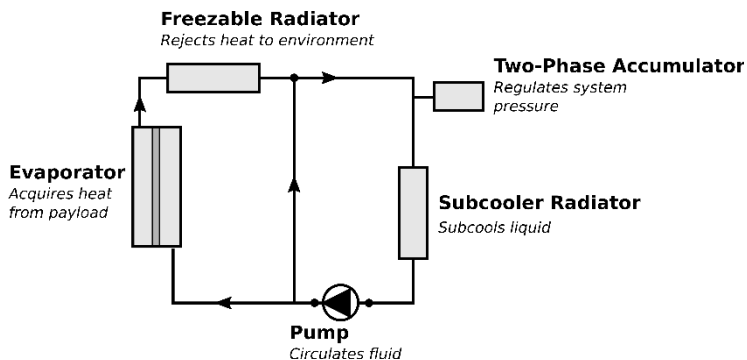 Freezable Radiator
Rejects heat to environment
Two-Phase Accumulator
Regulates system
pressure
Evaporator
Acquires heat
from payload
Subcooler Radiator
Subcools liquid
Pump
Circulates fluid